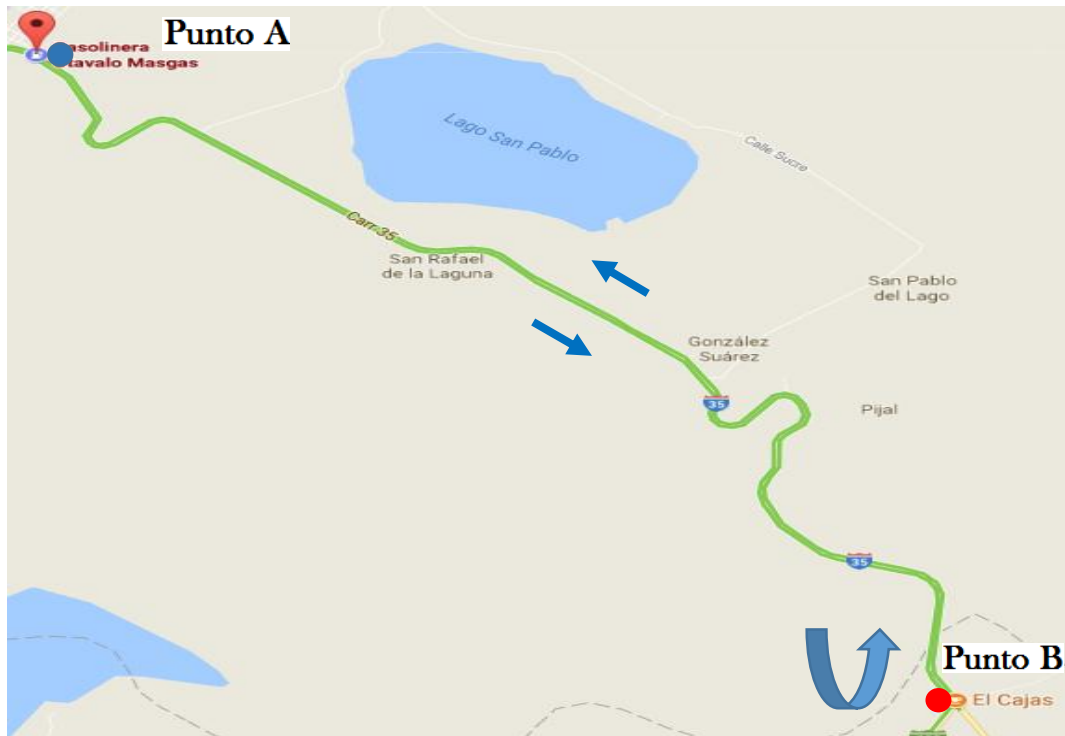 Punto A
asolinera
tavalo Masgas
Lago San Pablo
Calle Sucre
Carr 35
San Rafael
de la Laguna
San Pablo
del Lago
González
Suárez
35
Pijal
35
Punto B
El Cajas